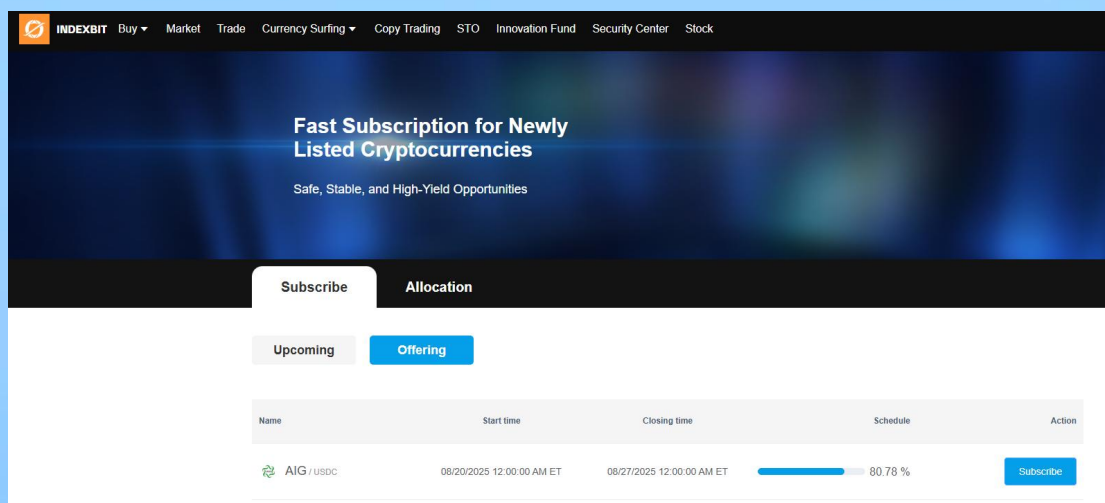 INDEXBIT Buy Market Trade Currency Surfing Copy Trading STO Innovation Fund Security Center Stock
Fast Subscription for Newly
Listed Cryptocurrencies
Safe, Stable, and High-Yield Opportunities
Subscribe Allocation
Upcoming Offering
Name Start time Closing time Schedule Action
AIG / USDC 08/20/2025 12:00:00 AM ET 08/27/2025 12:00:00 AM ET 80.78 % Subscribe